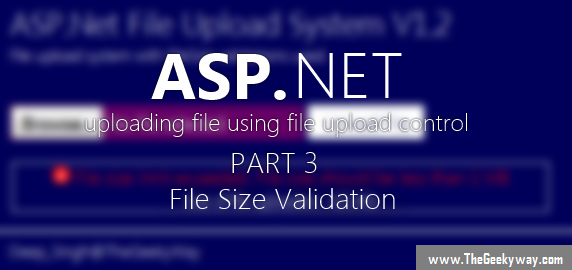 ASP.Net File Upload System V1.2
ASP.NET
uploading file using file upload control
PART 3
File Size Validation
www.TheGeekyway.com